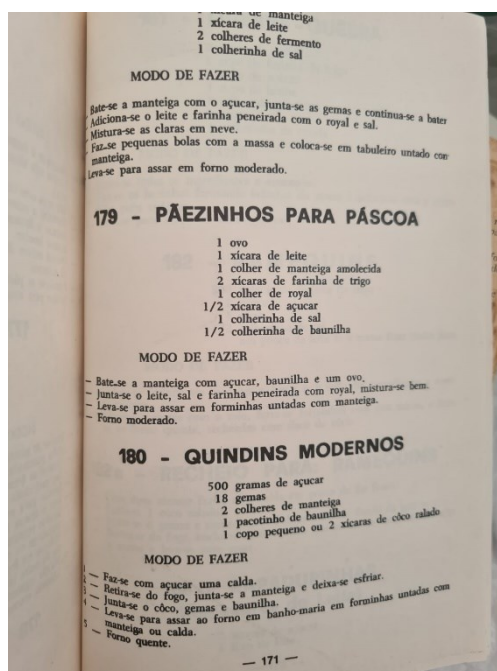 de manteiga
1 xícara de leite
2 colheres de fermento
1 colherinha de sal
MODO DE FAZER
Bate-se a manteiga com o açucar, junta-se as gemas e continua-se a bater
Adiciona-se o leite e farinha peneirada com o royal e sal.
Mistura-se as claras em neve.
Faz-se pequenas bolas com a massa e coloca-se em tabuleiro untado com
manteiga.
Leva-se para assar em forno moderado.
179 - PÃEZINHOS PARA PÁSCOA
1 ovo
1 xícara de leite
1 colher de manteiga amolecida
2 xícaras de farinha de trigo
1 colher de royal
1/2 xícara de açucar
1 colherinha de sal
1/2 colherinha de baunilha
MODO DE FAZER
- Bate-se a manteiga com açucar, baunilha e um ovo.
- Junta-se o leite, sal e farinha peneirada com royal, mistura-se bem.
- Leva-se para assar em forminhas untadas com manteiga.
- Forno moderado.
180 - QUINDINS MODERNOS
500 gramas de açucar
18 gemas
2 colheres de manteiga
1 pacotinho de baunilha
1 copo pequeno ou 2 xícaras de côco ralado
MODO DE FAZER
1 — Faz-se com açucar uma calda.
2 — Retira-se do fogo, junta-se a manteiga e deixa-se esfriar.
3 — Junta-se o côco, gemas e baunilha.
4 — Leva-se para assar ao forno em banho-maria em forminhas untadas com
manteiga ou calda.
5 — Forno quente.
— 171 —